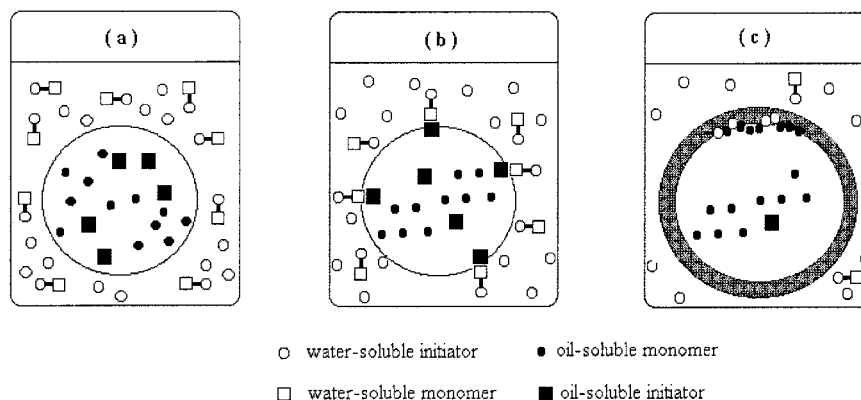 (a)
(b)
(c)
water-soluble initiator
oil-soluble monomer
water-soluble monomer
oil-soluble initiator